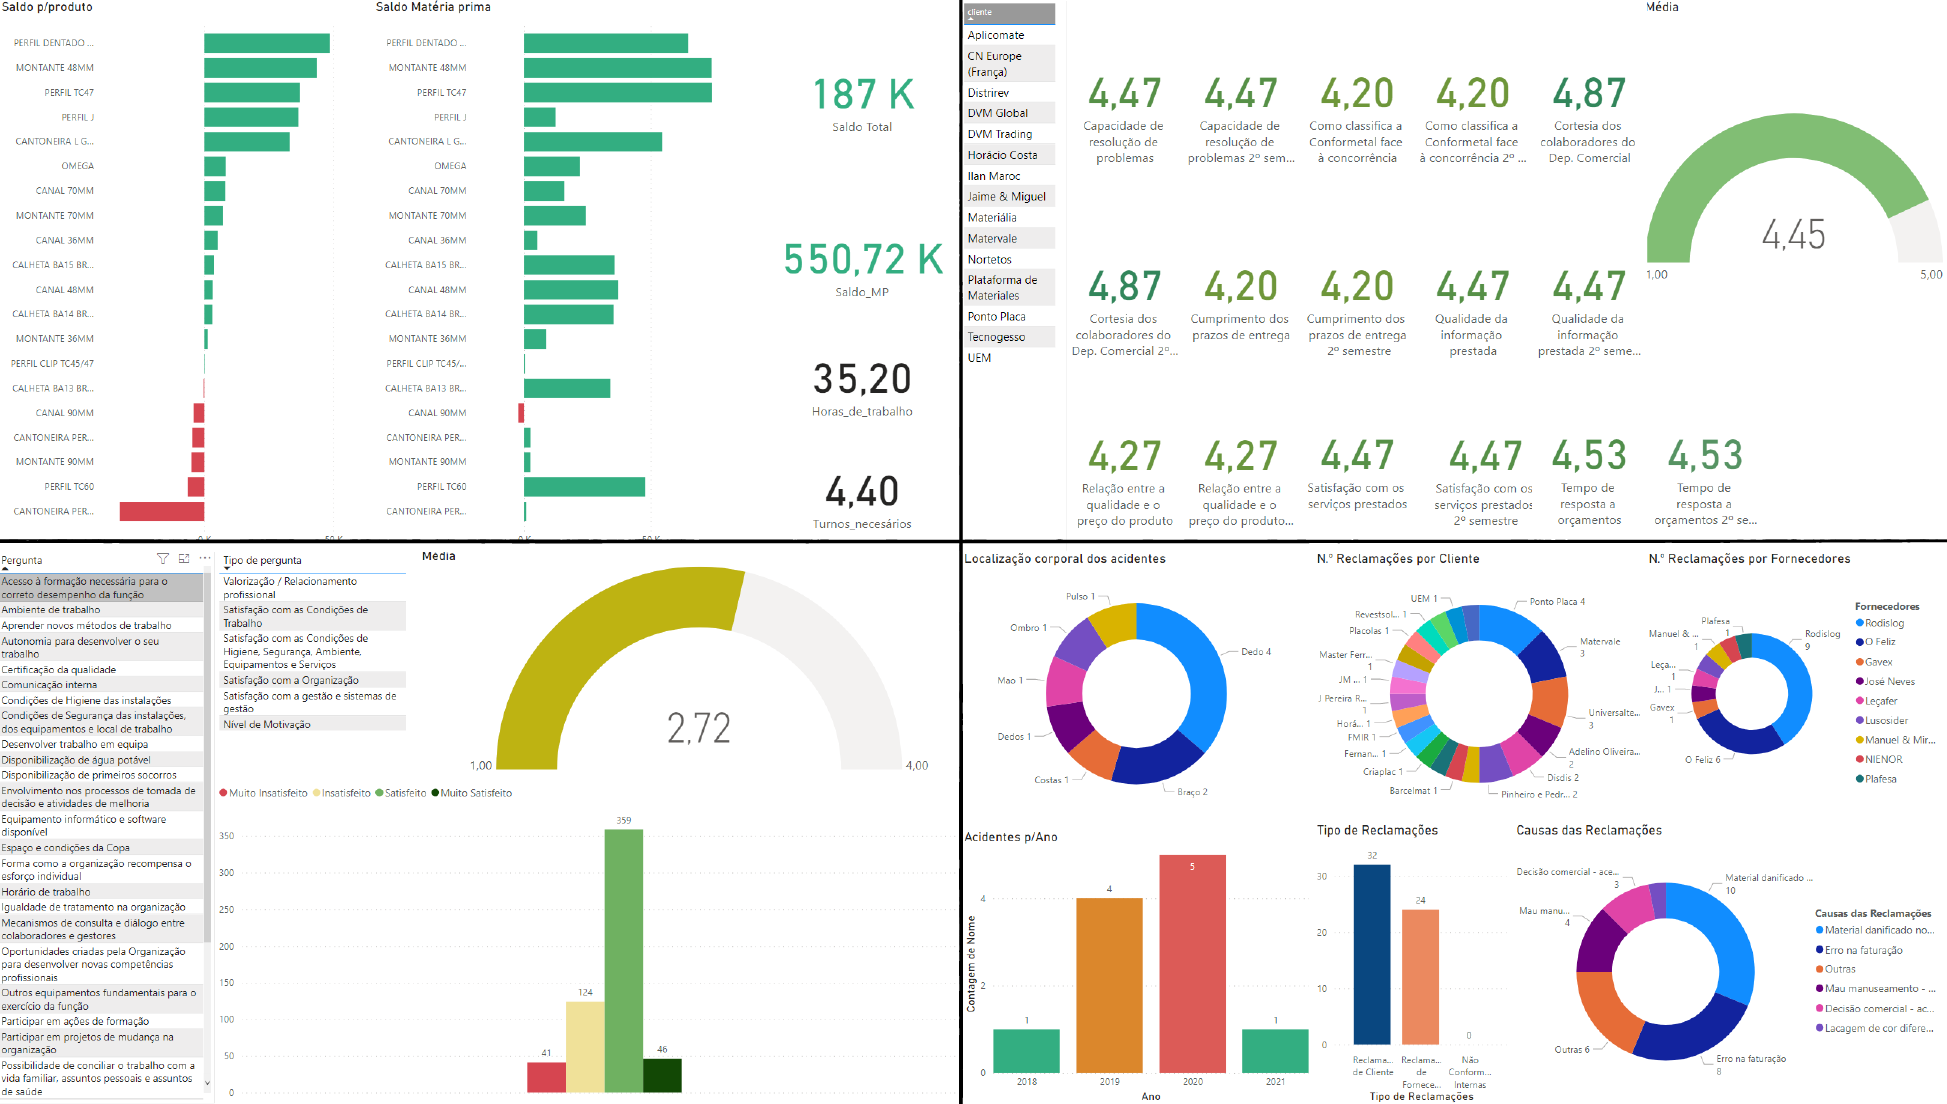 Saldo p/produto
PERFIL DENTADO ...
MONTANTE 48MM
PERFIL TC47
PERFIL J
CANTONEIRA L G...
OMEGA
CANAL 70MM
MONTANTE 70MM
CANAL 36MM
CALHETA BA15 BR...
CANAL 48MM
CALHETA BA14 BR...
MONTANTE 36MM
PERFIL CLIP TC45/47
CALHETA BA13 BR...
CANAL 90MM
CANTONEIRA PER...
MONTANTE 90MM
PERFIL TC60
CANTONEIRA PER...
Saldo Matéria prima
PERFIL DENTADO ...
MONTANTE 48MM
PERFIL TC47
PERFIL J
CANTONEIRA L G...
OMEGA
CANAL 70MM
MONTANTE 70MM
CANAL 36MM
CALHETA BA15 BR...
CANAL 48MM
CALHETA BA14 BR...
MONTANTE 36MM
PERFIL CLIP TC45/...
CALHETA BA13 BR...
CANAL 90MM
CANTONEIRA PER...
MONTANTE 90MM
PERFIL TC60
CANTONEIRA PER...
187 K
Saldo Total
550,72 K
Saldo_MP
35,20
Horas_de_trabalho
4,40
Turnos_necesários
cliente
Aplicomate
CN Europe
(França)
Distrirev
DVM Global
DVM Trading
Horácio Costa
Ilan Maroc
Jaime & Miguel
Materiália
Matervale
Nortetos
Plataforma de
Materiales
Ponto Placa
Tecnogesso
UEM
4,47
Capacidade de
resolução de
problemas
4,47
Capacidade de
resolução de
problemas 2º sem...
4,20
Como classifica a
Conformetal face
à concorrência
4,20
Como classifica a
Conformetal face
à concorrência 2º ...
4,87
Cortesia dos
colaboradores do
Dep. Comercial
4,87
Cortesia dos
colaboradores do
Dep. Comercial 2º...
4,20
Cumprimento dos
prazos de entrega
4,20
Cumprimento dos
prazos de entrega
2º semestre
4,47
Qualidade da
informação
prestada
4,47
Qualidade da
informação
prestada 2º seme...
4,27
Relação entre a
qualidade e o
preço do produto
4,27
Relação entre a
qualidade e o
preço do produto...
4,47
Satisfação com os
serviços prestados
4,47
Satisfação com os
serviços prestados
2º semestre
4,53
Tempo de
resposta a
orçamentos
4,53
Tempo de
resposta a
orçamentos 2º se...
Média
4,45
1,00
5,00
Pergunta
Acesso à formação necessária para o
correto desempenho da função
Ambiente de trabalho
Aprender novos métodos de trabalho
Autonomia para desenvolver o seu
trabalho
Certificação da qualidade
Comunicação interna
Condições de Higiene das instalações
Condições de Segurança das instalações,
dos equipamentos e local de trabalho
Desenvolver trabalho em equipa
Disponibilização de água potável
Disponibilização de primeiros socorros
Envolvimento nos processos de tomada de
decisão e atividades de melhoria
Equipamento informático e software
disponível
Espaço e condições da Copa
Forma como a organização recompensa o
esforço individual
Horário de trabalho
Igualdade de tratamento na organização
Mecanismos de consulta e diálogo entre
colaboradores e gestores
Oportunidades criadas pela Organização
para desenvolver novas competências
profissionais
Outros equipamentos fundamentais para o
exercício da função
Participar em ações de formação
Participar em projetos de mudança na
organização
Possibilidade de conciliar o trabalho com a
vida familiar, assuntos pessoais e assuntos
de saúde
Tipo de pergunta
Valorização / Relacionamento
profissional
Satisfação com as Condições de
Trabalho
Satisfação com as Condições de
Higiene, Segurança, Ambiente,
Equipamentos e Serviços
Satisfação com a Organização
Satisfação com a gestão e sistemas de
gestão
Nível de Motivação
Média
2,72
1,00
4,00
Muito Insatisfeito Insatisfeito Satisfeito Muito Satisfeito
350
300
250
200
150
100
50
0
41
124
359
46
Localização corporal dos acidentes
Pulso 1
Ombro 1
Mao 1
Dedos 1
Costas 1
Braço 2
Dedo 4
N.º Reclamações por Cliente
UEM 1
Revestsol... 1
Placolas 1
Master Ferr...
1
JM ... 1
J Pereira R...
1
Horá... 1
FMIR 1
Fernan... 1
Criaplac 1
Barcelmat 1
Pinheiro e Pedr... 2
Disdis 2
Adelino Oliveira...
2
Universalte...
3
Matervale
3
Ponto Placa 4
N.º Reclamações por Fornecedores
Plafesa
1
Manuel & ...
1
Leça...
1
J... 1
Gavex
1
O Feliz 6
Rodislog
9
Fornecedores
Rodislog
O Feliz
Gavex
José Neves
Leçafer
Lusosider
Manuel & Mir...
NIENOR
Plafesa
Acidentes p/Ano
Contagem de Nome
4
2
0
1
4
5
1
2018
2019
2020
2021
Ano
Tipo de Reclamações
30
20
10
0
32
24
0
Reclama...
de Cliente
Reclama...
de
Fornece...
Não
Conform...
Internas
Tipo de Reclamações
Causas das Reclamações
Decisão comercial - ace...
3
Mau manu...
4
Outras 6
Erro na faturação
8
Material danificado ...
10
Causas das Reclamações
Material danificado no...
Erro na faturação
Outras
Mau manuseamento - ...
Decisão comercial - ac...
Lacagem de cor difere...